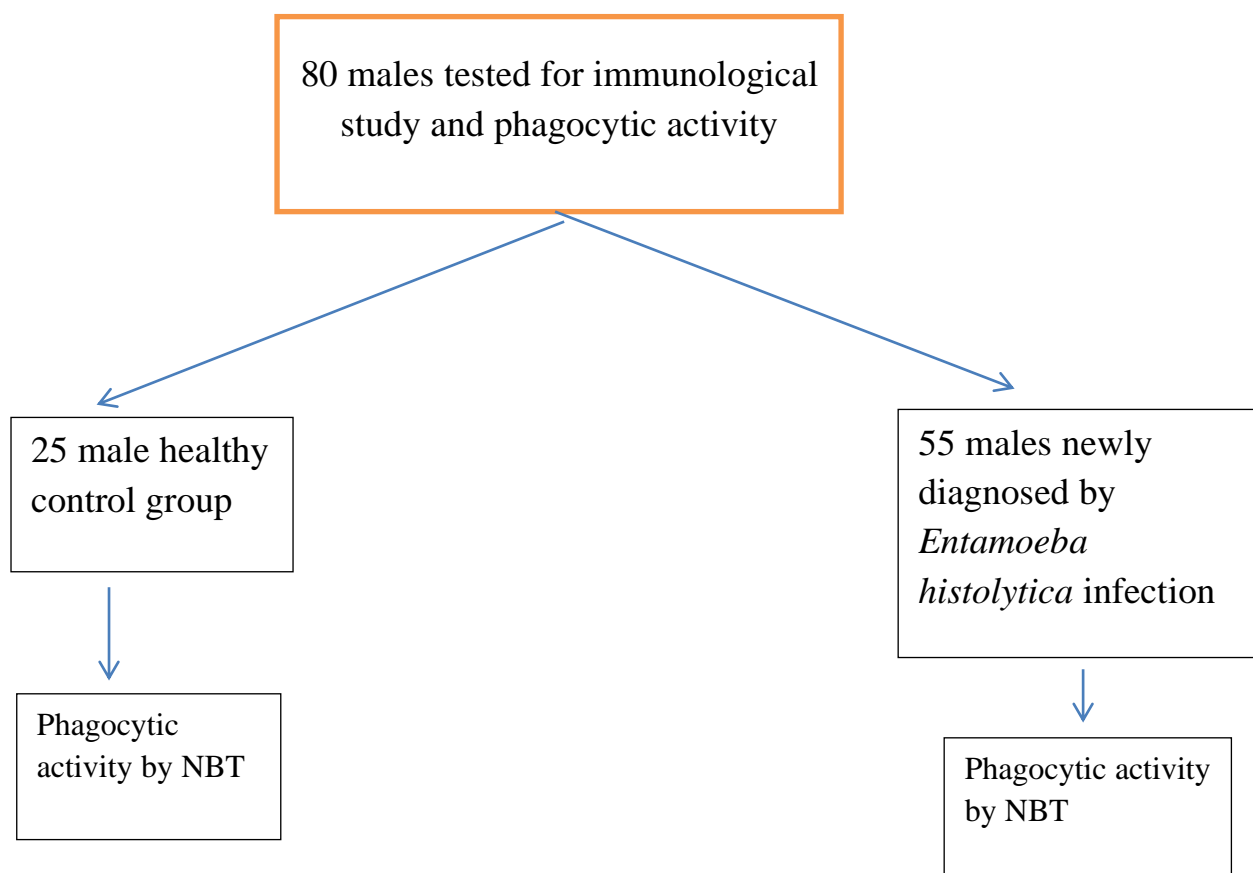 80 males tested for immunological
study and phagocytic activity
25 male healthy
control group
55 males newly
diagnosed by
Entamoeba
histolytica infection
Phagocytic
activity by NBT
Phagocytic activity
by NBT